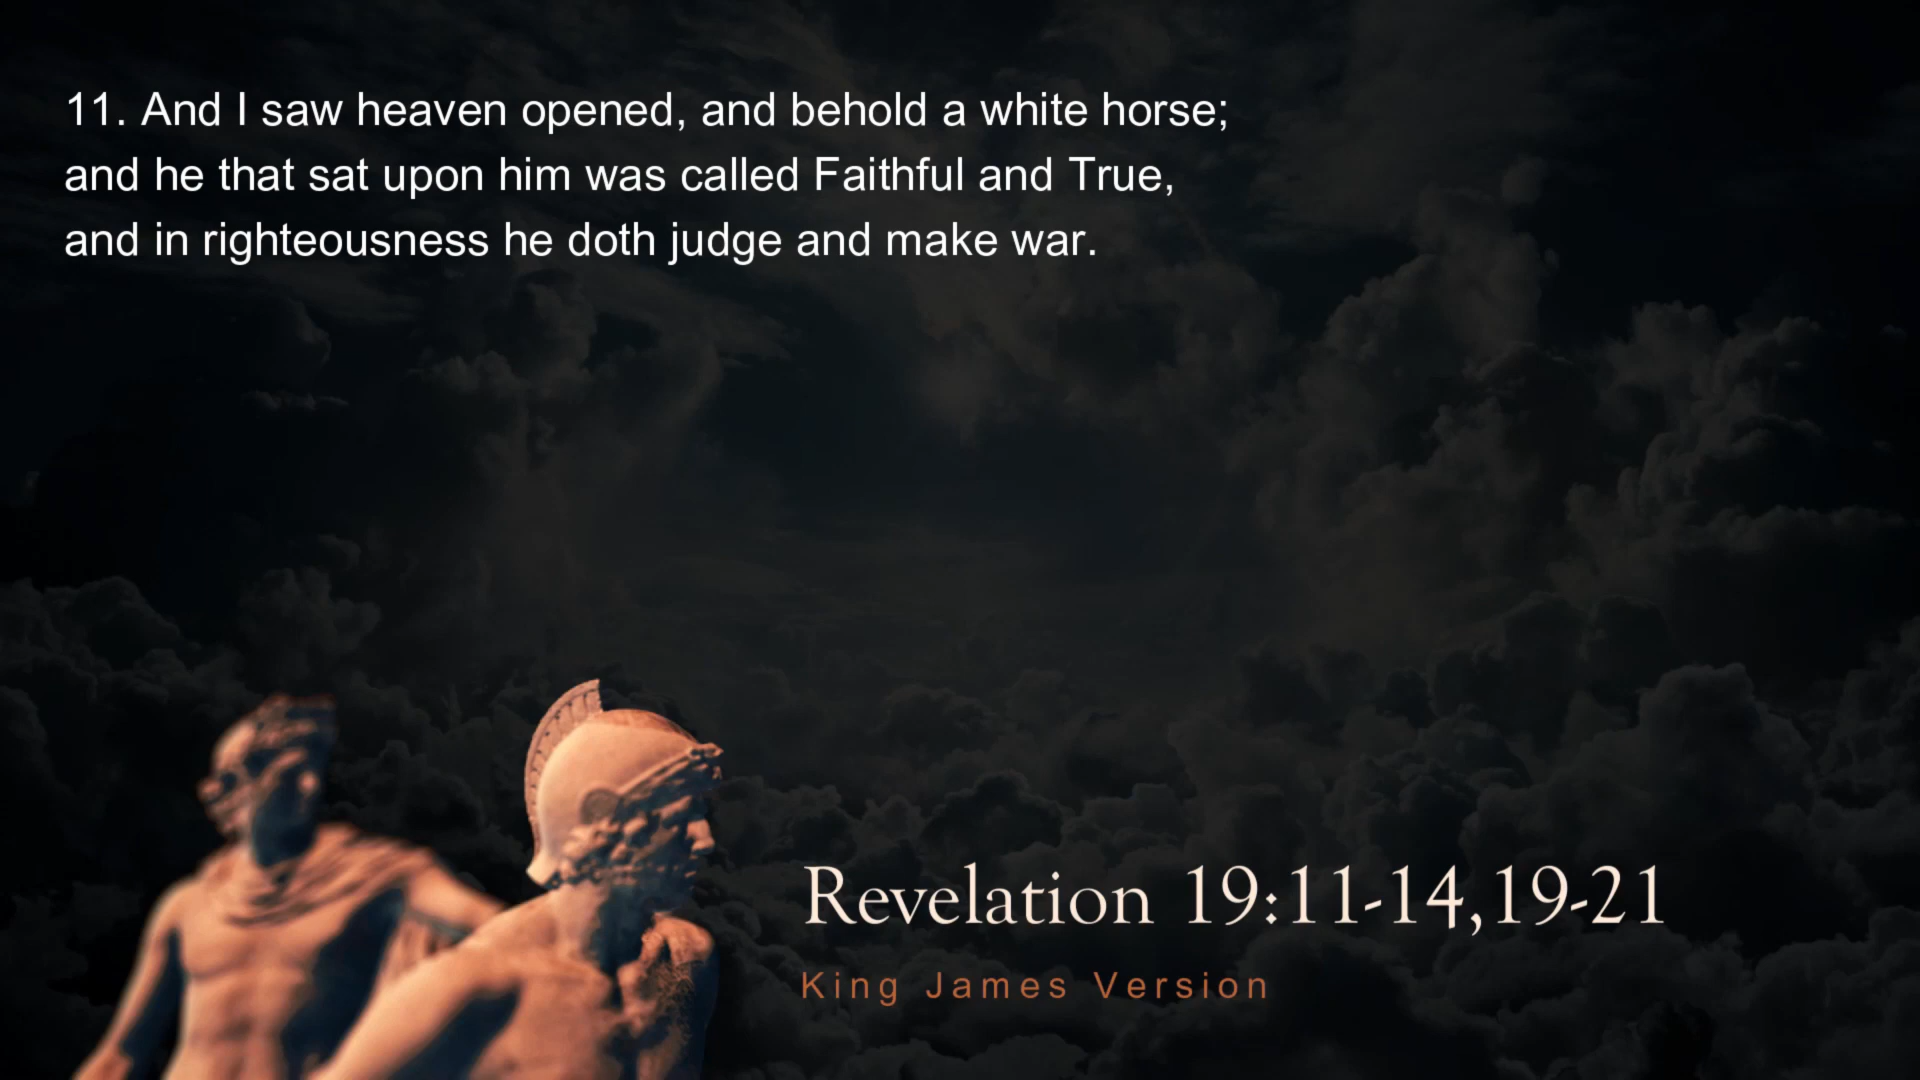 11. And I saw heaven opened, and behold a white horse;
and he that sat upon him was called Faithful and True,
and in righteousness he doth judge and make war.
Revelation 19:11-14,19-21
King James Version